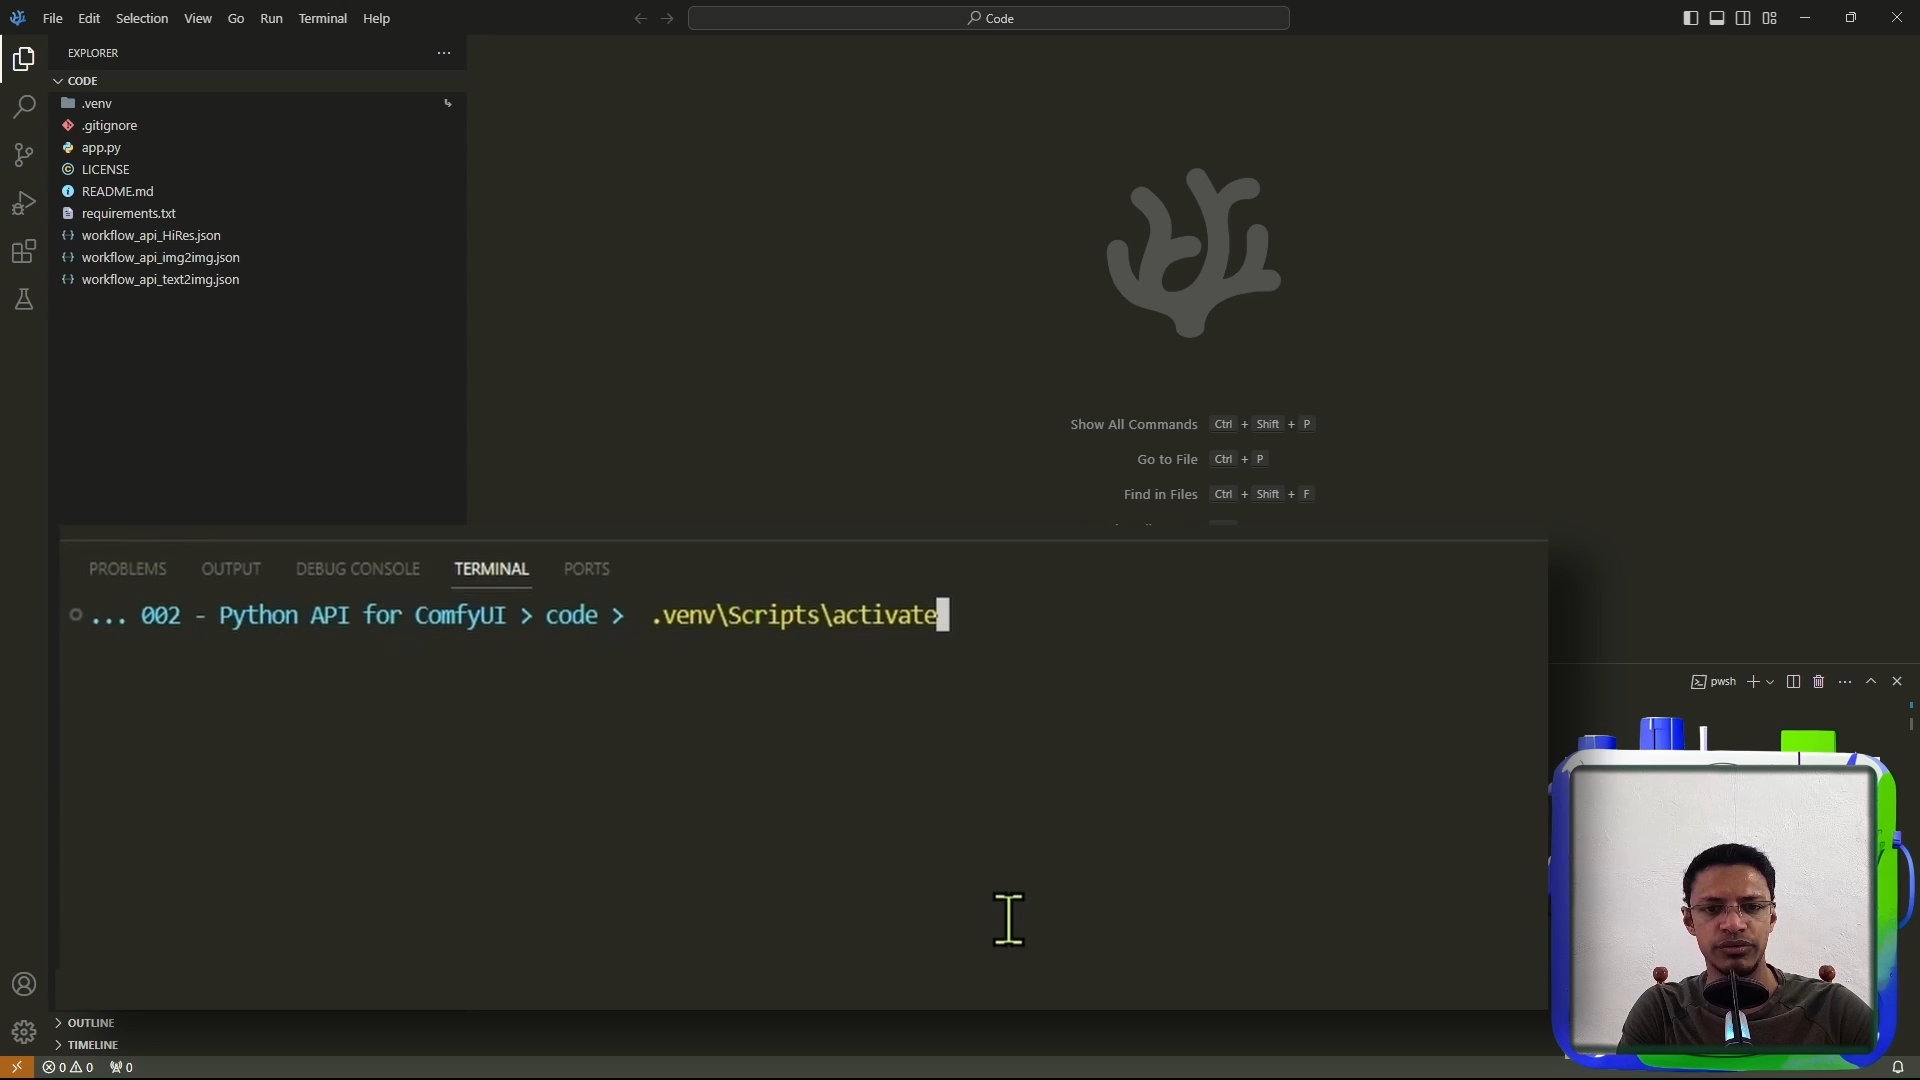 File Edit Selection View Go Run Terminal Help
Code
EXPLORER
CODE
.venv
.gitignore
app.py
LICENSE
README.md
requirements.txt
workflow_api_HiRes.json
workflow_api_img2img.json
workflow_api_text2img.json
Show All Commands Ctrl + Shift + P
Go to File Ctrl + P
Find in Files Ctrl + Shift + F
PROBLEMS OUTPUT DEBUG CONSOLE TERMINAL PORTS
... 002 - Python API for ComfyUI > code > .venv\Scripts\activate
pwsh
OUTLINE
TIMELINE
0 0 0